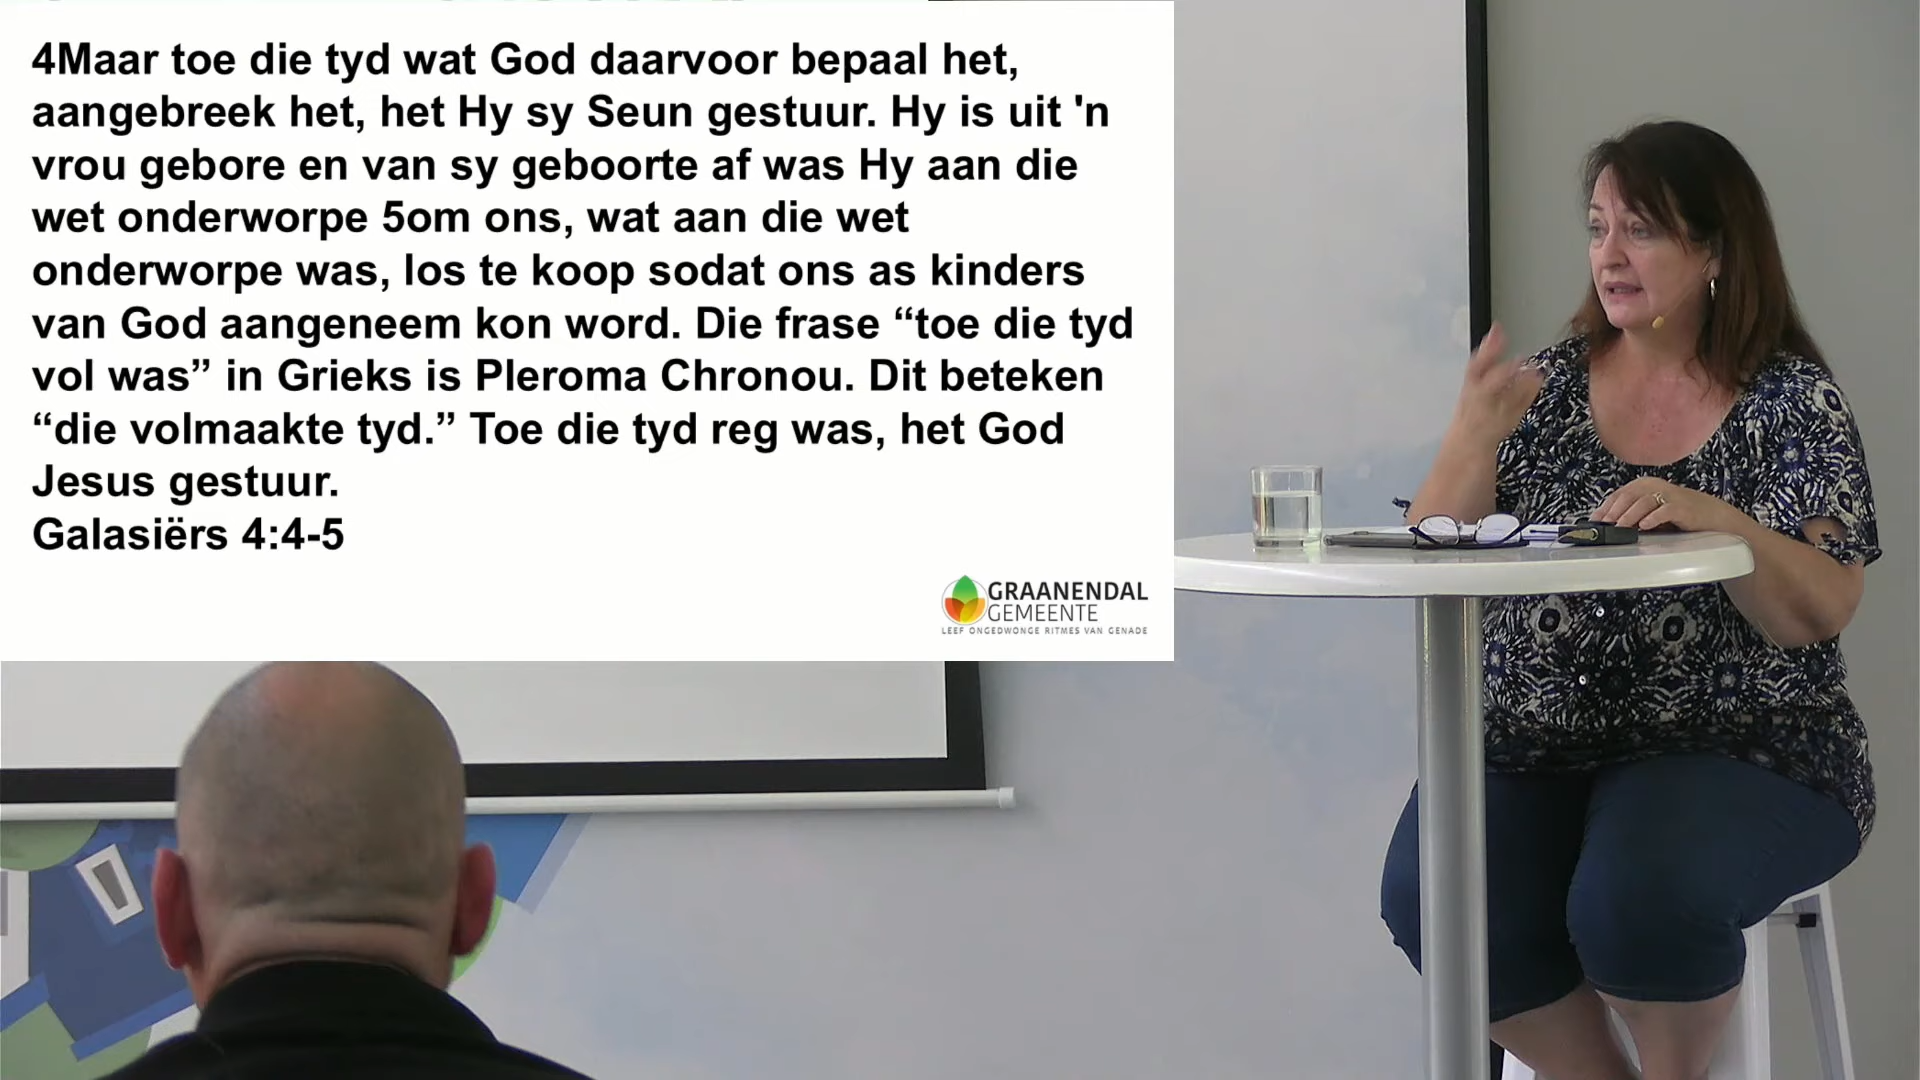 4Maar toe die tyd wat God daarvoor bepaal het,
aangebreek het, het Hy sy Seun gestuur. Hy is uit 'n
vrou gebore en van sy geboorte af was Hy aan die
wet onderworpe 5om ons, wat aan die wet
onderworpe was, los te koop sodat ons as kinders
van God aangeneem kon word. Die frase “toe die tyd
vol was” in Grieks is Pleroma Chronou. Dit beteken
“die volmaakte tyd.” Toe die tyd reg was, het God
Jesus gestuur.
Galasiërs 4:4-5
GRAANENDAL
GEMEENTE
LEEF ONGEDWONGE RITMES VAN GENADE